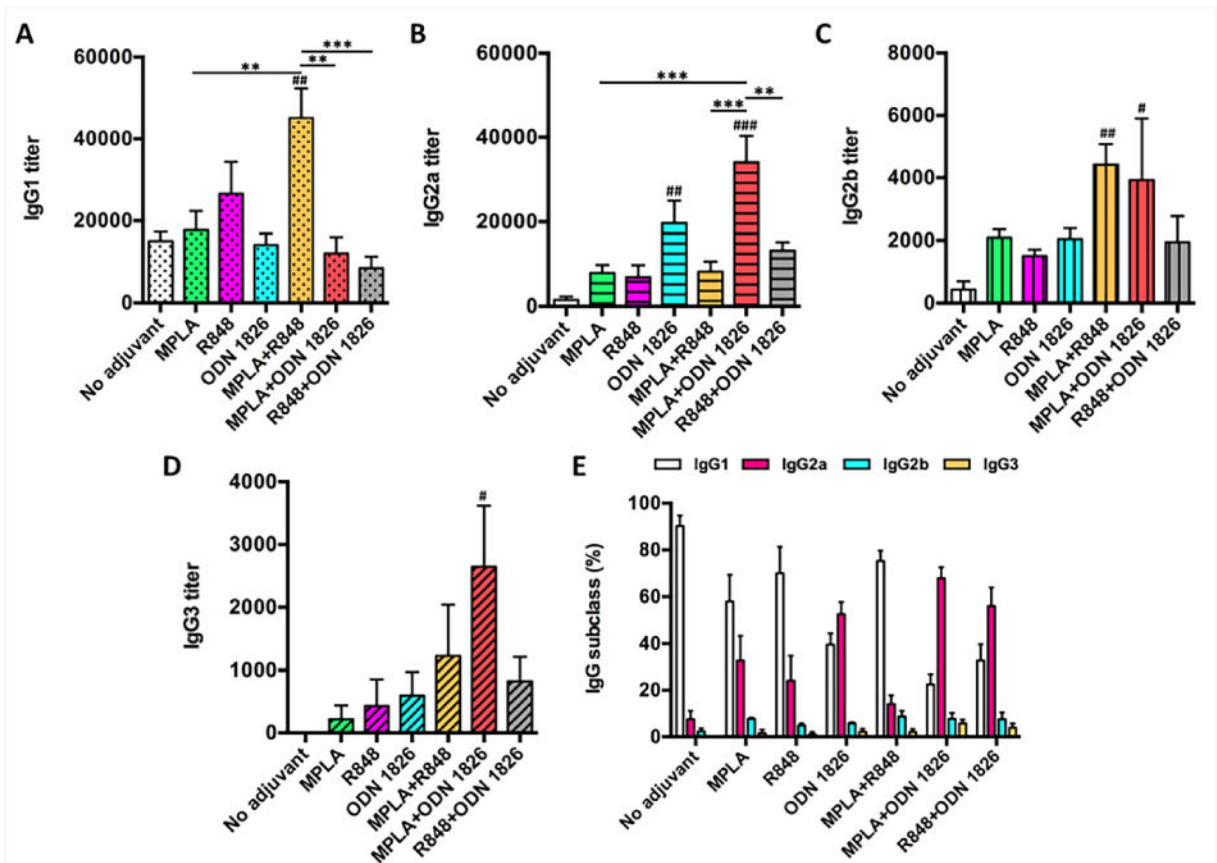 A
IgG1 titer
60000
40000
20000
0
**
##
***
**
No adjuvant
MPLA
R848
ODN 1826
MPLA+R848
MPLA+ODN 1826
R848+ODN 1826
B
IgG2a titer
60000
40000
20000
0
***
***
**
##
###
No adjuvant
MPLA
R848
ODN 1826
MPLA+R848
MPLA+ODN 1826
R848+ODN 1826
C
IgG2b titer
8000
6000
4000
2000
0
##
#
No adjuvant
MPLA
R848
ODN 1826
MPLA+R848
MPLA+ODN 1826
R848+ODN 1826
D
IgG3 titer
4000
3000
2000
1000
0
#
No adjuvant
MPLA
R848
ODN 1826
MPLA+R848
MPLA+ODN 1826
R848+ODN 1826
E
IgG1 IgG2a IgG2b IgG3
IgG subclass (%)
100
80
60
40
20
0
No adjuvant
MPLA
R848
ODN 1826
MPLA+R848
MPLA+ODN 1826
R848+ODN 1826